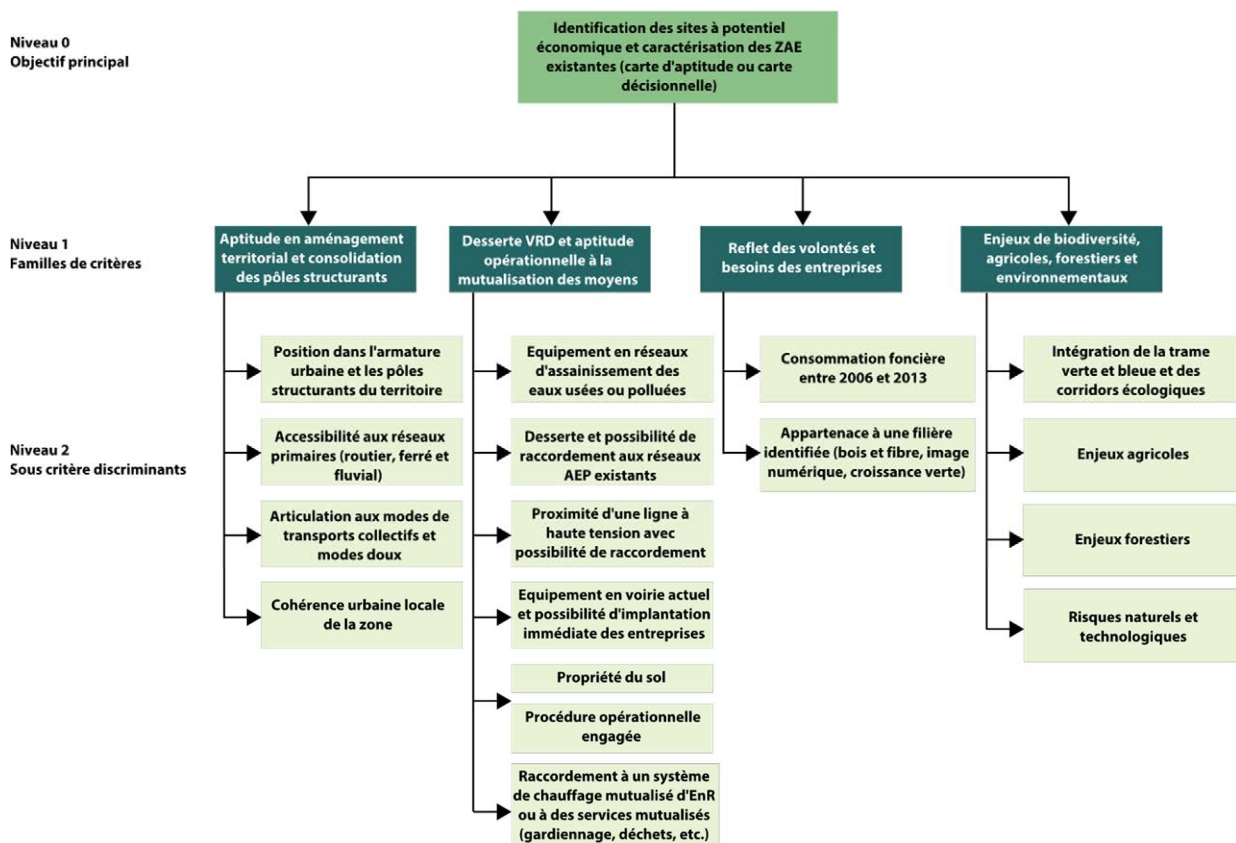 Niveau 0
Objectif principal
Identification des sites à potentiel
économique et caractérisation des ZAE
existantes (carte d'aptitude ou carte
décisionnelle)
Niveau 1
Familles de critères
Aptitude en aménagement
territorial et consolidation
des pôles structurants
Desserte VRD et aptitude
opérationnelle à la
mutualisation des moyens
Reflet des volontés et
besoins des entreprises
Enjeux de biodiversité,
agricoles, forestiers et
environnementaux
Niveau 2
Sous critère discriminants
Position dans l'armature
urbaine et les pôles
structurants du territoire
Accessibilité aux réseaux
primaires (routier, ferré et
fluvial)
Articulation aux modes de
transports collectifs et
modes doux
Cohérence urbaine locale
de la zone
Equipement en réseaux
d'assainissement des
eaux usées ou polluées
Desserte et possibilité de
raccordement aux réseaux
AEP existants
Proximité d'une ligne à
haute tension avec
possibilité de raccordement
Equipement en voirie actuel
et possibilité d'implantation
immédiate des entreprises
Propriété du sol
Procédure opérationnelle
engagée
Raccordement à un système
de chauffage mutualisé d'EnR
ou à des services mutualisés
(gardiennage, déchets, etc.)
Consommation foncière
entre 2006 et 2013
Appartenace à une filière
identifiée (bois et fibre, image
numérique, croissance verte)
Intégration de la trame
verte et bleue et des
corridors écologiques
Enjeux agricoles
Enjeux forestiers
Risques naturels et
technologiques